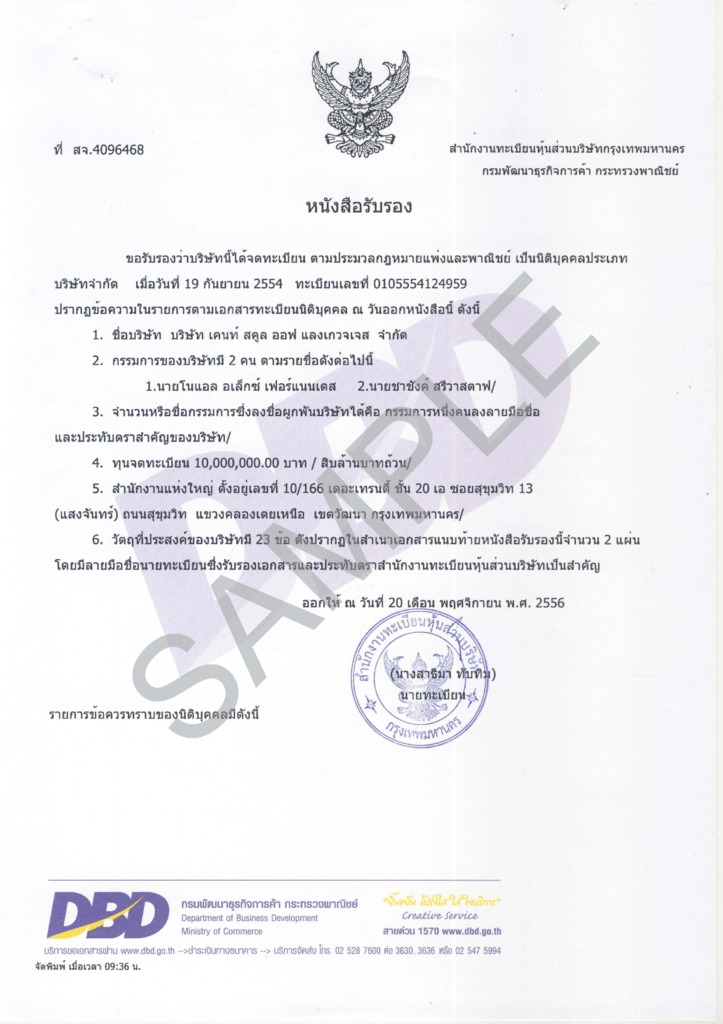 ที่ สจ.4096468
สำนักงานทะเบียนหุ้นส่วนบริษัทกรุงเทพมหานคร
กรมพัฒนาธุรกิจการค้า กระทรวงพาณิชย์
หนังสือรับรอง
ขอรับรองว่าบริษัทนี้ได้จดทะเบียน ตามประมวลกฎหมายแพ่งและพาณิชย์ เป็นนิติบุคคลประเภท
บริษัทจำกัด เมื่อวันที่ 19 กันยายน 2554 ทะเบียนเลขที่ 0105554124959
ปรากฏข้อความในรายการตามเอกสารทะเบียนนิติบุคคล ณ วันออกหนังสือนี้ ดังนี้
1. ชื่อบริษัท บริษัท เคนท์ สคูล ออฟ แลงเกวจเจส จำกัด
2. กรรมการของบริษัทมี 2 คน ตามรายชื่อดังต่อไปนี้
1.นายโนแอล อเล็กซ์ เฟอร์แนนเดส 2.นายชาชังค์ สรีวาสตาฟ/
3. จำนวนหรือชื่อกรรมการซึ่งลงชื่อผูกพันบริษัทได้คือ กรรมการหนึ่งคนลงลายมือชื่อ
และประทับตราสำคัญของบริษัท/
4. ทุนจดทะเบียน 10,000,000.00 บาท / สิบล้านบาทถ้วน/
5. สำนักงานแห่งใหญ่ ตั้งอยู่เลขที่ 10/166 เดอะเทรนดี้ ชั้น 20 เอ ซอยสุขุมวิท 13
(แสงจันทร์) ถนนสุขุมวิท แขวงคลองเตยเหนือ เขตวัฒนา กรุงเทพมหานคร/
6. วัตถุที่ประสงค์ของบริษัทมี 23 ข้อ ดังปรากฏในสำเนาเอกสารแนบท้ายหนังสือรับรองนี้จำนวน 2 แผ่น
โดยมีลายมือชื่อนายทะเบียนซึ่งรับรองเอกสารและประทับตราสำนักงานทะเบียนหุ้นส่วนบริษัทเป็นสำคัญ
ออกให้ ณ วันที่ 20 เดือน พฤศจิกายน พ.ศ. 2556
สำนักงานทะเบียนหุ้นส่วนบริษัท
(นางสาธินา ทับทิม)
นายทะเบียน
กรุงเทพมหานคร
รายการข้อควรทราบของนิติบุคคลมีดังนี้
SAMPLE
DBD
DBD
กรมพัฒนาธุรกิจการค้า กระทรวงพาณิชย์
Department of Business Development
Ministry of Commerce
Creative Service
สายด่วน 1570 www.dbd.go.th
บริการขอเอกสารผ่าน www.dbd.go.th -->ชำระเงินทางธนาคาร --> บริการจัดส่ง โทร. 02 528 7600 ต่อ 3630, 3636 หรือ 02 547 5994
จัดพิมพ์ เมื่อเวลา 09:36 น.